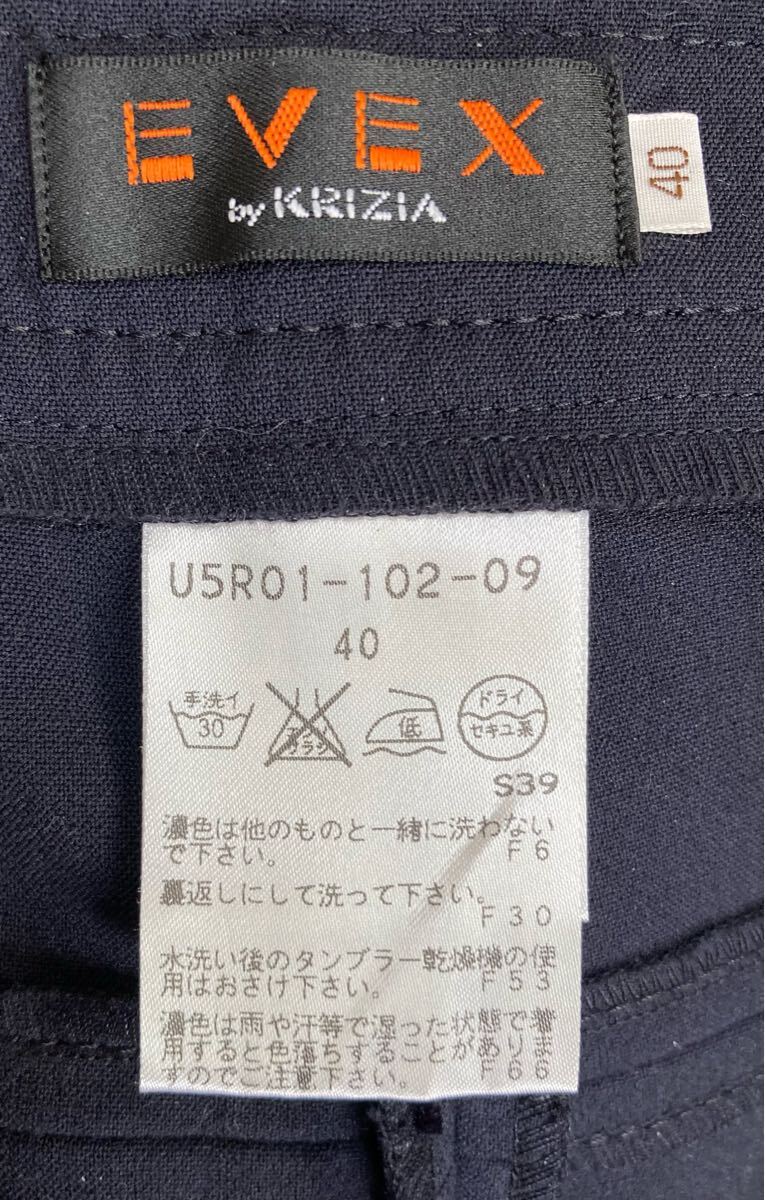 EVEX
by KRIZIA
40
U5R01-102-09
40
手洗イ
30
エンソ
サラシ
低
ドライ
セキユ系
S39
濃色は他のものと一緒に洗わない
で下さい。 F6
裏返しにして洗って下さい。
F30
水洗い後のタンブラー乾燥機の使
用はおさけ下さい。 F53
濃色は雨や汗等で湿った状態で着
用すると色落ちすることがありま
すのでご注意下さい。 F66